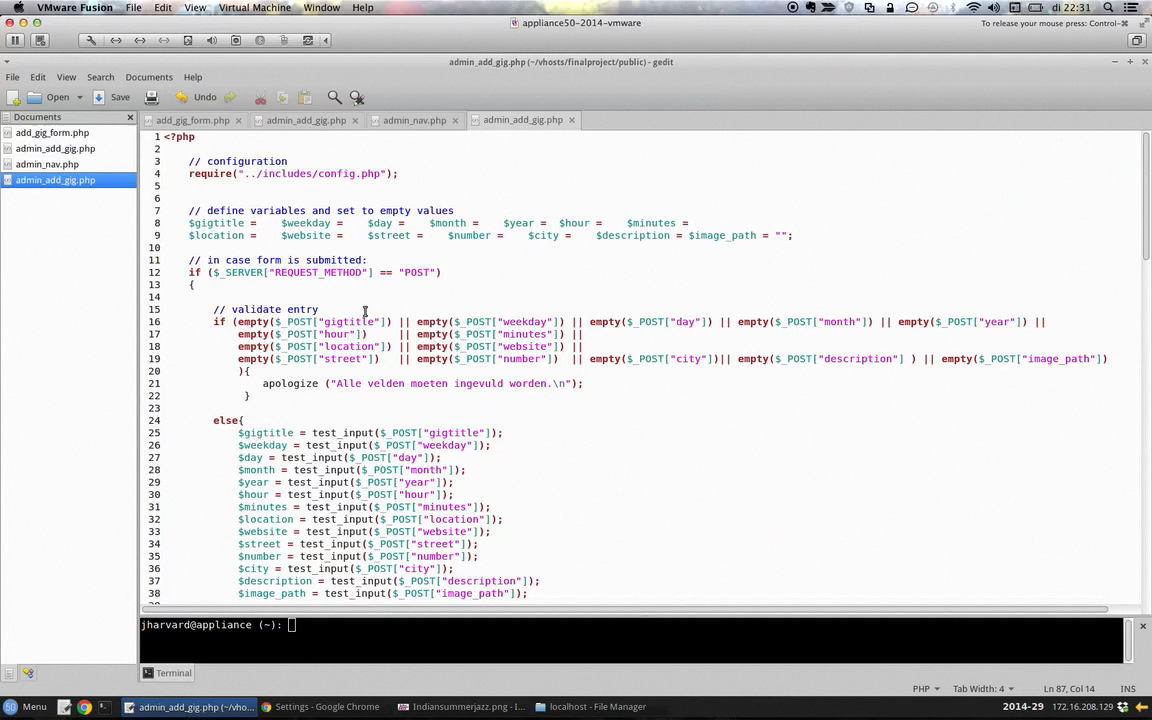 VMware Fusion File Edit View Virtual Machine Window Help di 22:31
appliance50-2014-vmware To release your mouse press: Control-⌘
admin_add_gig.php (~/vhosts/finalproject/public) - gedit
File Edit View Search Documents Help
Open Save Undo
Documents add_gig_form.php admin_add_gig.php admin_nav.php admin_add_gig.php
add_gig_form.php
admin_add_gig.php
admin_nav.php
admin_add_gig.php
1 <?php
2
3 // configuration
4 require("../includes/config.php");
5
6
7 // define variables and set to empty values
8 $gigtitle = $weekday = $day = $month = $year = $hour = $minutes =
9 $location = $website = $street = $number = $city = $description = $image_path = "";
10
11 // in case form is submitted:
12 if ($_SERVER["REQUEST_METHOD"] == "POST")
13 {
14
15 // validate entry
16 if (empty($_POST["gigtitle"]) || empty($_POST["weekday"]) || empty($_POST["day"]) || empty($_POST["month"]) || empty($_POST["year"]) ||
17 empty($_POST["hour"]) || empty($_POST["minutes"]) ||
18 empty($_POST["location"]) || empty($_POST["website"]) ||
19 empty($_POST["street"]) || empty($_POST["number"]) || empty($_POST["city"])|| empty($_POST["description"] ) || empty($_POST["image_path"])
20 ){
21 apologize ("Alle velden moeten ingevuld worden.\n");
22 }
23
24 else{
25 $gigtitle = test_input($_POST["gigtitle"]);
26 $weekday = test_input($_POST["weekday"]);
27 $day = test_input($_POST["day"]);
28 $month = test_input($_POST["month"]);
29 $year = test_input($_POST["year"]);
30 $hour = test_input($_POST["hour"]);
31 $minutes = test_input($_POST["minutes"]);
32 $location = test_input($_POST["location"]);
33 $website = test_input($_POST["website"]);
34 $street = test_input($_POST["street"]);
35 $number = test_input($_POST["number"]);
36 $city = test_input($_POST["city"]);
37 $description = test_input($_POST["description"]);
38 $image_path = test_input($_POST["image_path"]);
jharvard@appliance (~):
Terminal
PHP Tab Width: 4 Ln 87, Col 14 INS
50 Menu admin_add_gig.php (~/vho... Settings - Google Chrome Indiansummerjazz.png - I... localhost - File Manager 2014-29 172.16.208.129